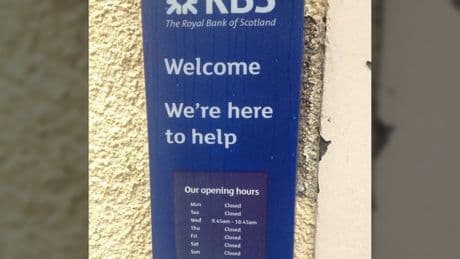 RBS
The Royal Bank of Scotland
Welcome
We're here
to help
Our opening hours
Mon Closed
Tue Closed
Wed 9:45am - 10:45am
Thu Closed
Fri Closed
Sat Closed
Sun Closed